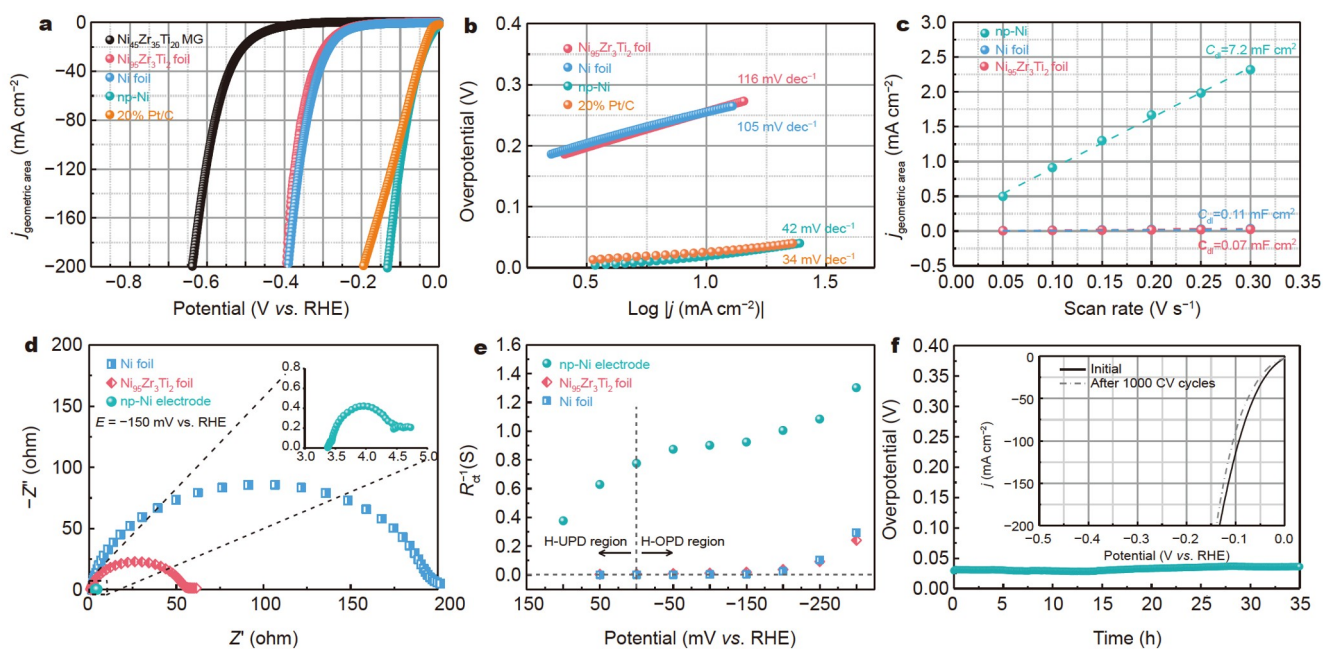 a
Ni₄₅Zr₃₅Ti₂₀ MG
Ni₉₅Zr₃Ti₂ foil
Ni foil
np-Ni
20% Pt/C
0
−40
−80
−120
−160
−200
−0.8
−0.6
−0.4
−0.2
0.0
j geometric area (mA cm⁻²)
Potential (V vs. RHE)
b
Ni₉₅Zr₃Ti₂ foil
Ni foil
np-Ni
20% Pt/C
116 mV dec⁻¹
105 mV dec⁻¹
42 mV dec⁻¹
34 mV dec⁻¹
0.4
0.3
0.2
0.1
0.0
0.5
1.0
1.5
Overpotential (V)
Log |j (mA cm⁻²)|
c
np-Ni
Ni foil
Ni₉₅Zr₃Ti₂ foil
C_dl=7.2 mF cm²
C_dl=0.11 mF cm²
C_dl=0.07 mF cm²
3.0
2.5
2.0
1.5
1.0
0.5
0.0
−0.5
0.00
0.05
0.10
0.15
0.20
0.25
0.30
0.35
j geometric area (mA cm⁻²)
Scan rate (V s⁻¹)
d
Ni foil
Ni₉₅Zr₃Ti₂ foil
np-Ni electrode
E = −150 mV vs. RHE
200
150
100
50
0
0
50
100
150
200
−Z" (ohm)
Z' (ohm)
0.8
0.6
0.4
0.2
0.0
3.0
3.5
4.0
4.5
5.0
e
np-Ni electrode
Ni₉₅Zr₃Ti₂ foil
Ni foil
H-UPD region
H-OPD region
1.6
1.4
1.2
1.0
0.8
0.6
0.4
0.2
0.0
150
50
−50
−150
−250
R_ct⁻¹(S)
Potential (mV vs. RHE)
f
0.40
0.35
0.30
0.25
0.20
0.15
0.10
0.05
0.00
0
5
10
15
20
25
30
35
Overpotential (V)
Time (h)
Initial
After 1000 CV cycles
0
−50
−100
−150
−200
−0.5
−0.4
−0.3
−0.2
−0.1
0.0
j (mA cm⁻²)
Potential (V vs. RHE)